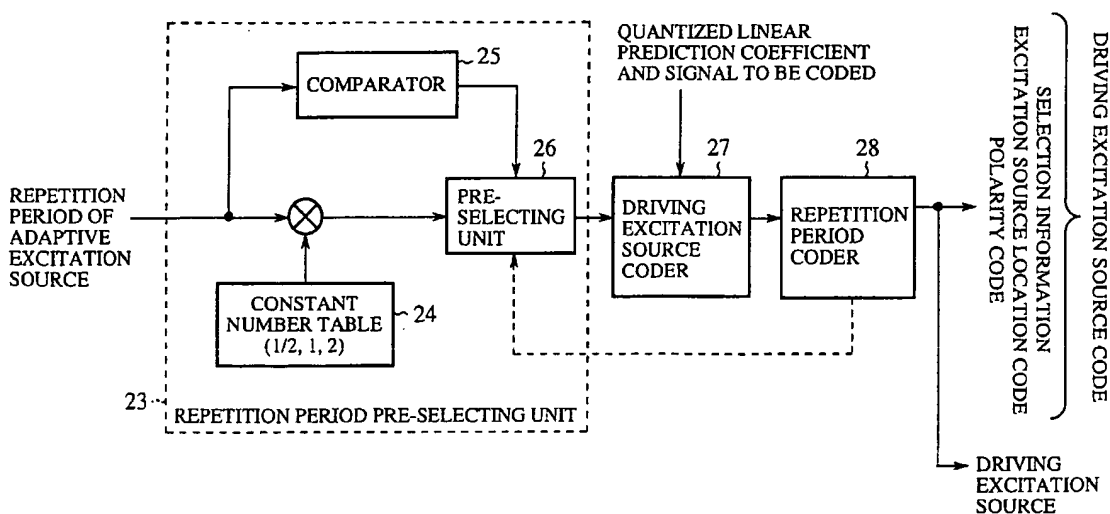 REPETITION
PERIOD OF
ADAPTIVE
EXCITATION
SOURCE
25
COMPARATOR
26
PRE-
SELECTING
UNIT
CONSTANT
NUMBER TABLE
(1/2, 1, 2)
24
23
REPETITION PERIOD PRE-SELECTING UNIT
QUANTIZED LINEAR
PREDICTION COEFFICIENT
AND SIGNAL TO BE CODED
27
DRIVING
EXCITATION
SOURCE
CODER
28
REPETITION
PERIOD
CODER
SELECTION INFORMATION
EXCITATION SOURCE LOCATION CODE
POLARITY CODE
DRIVING EXCITATION SOURCE CODE
DRIVING
EXCITATION
SOURCE